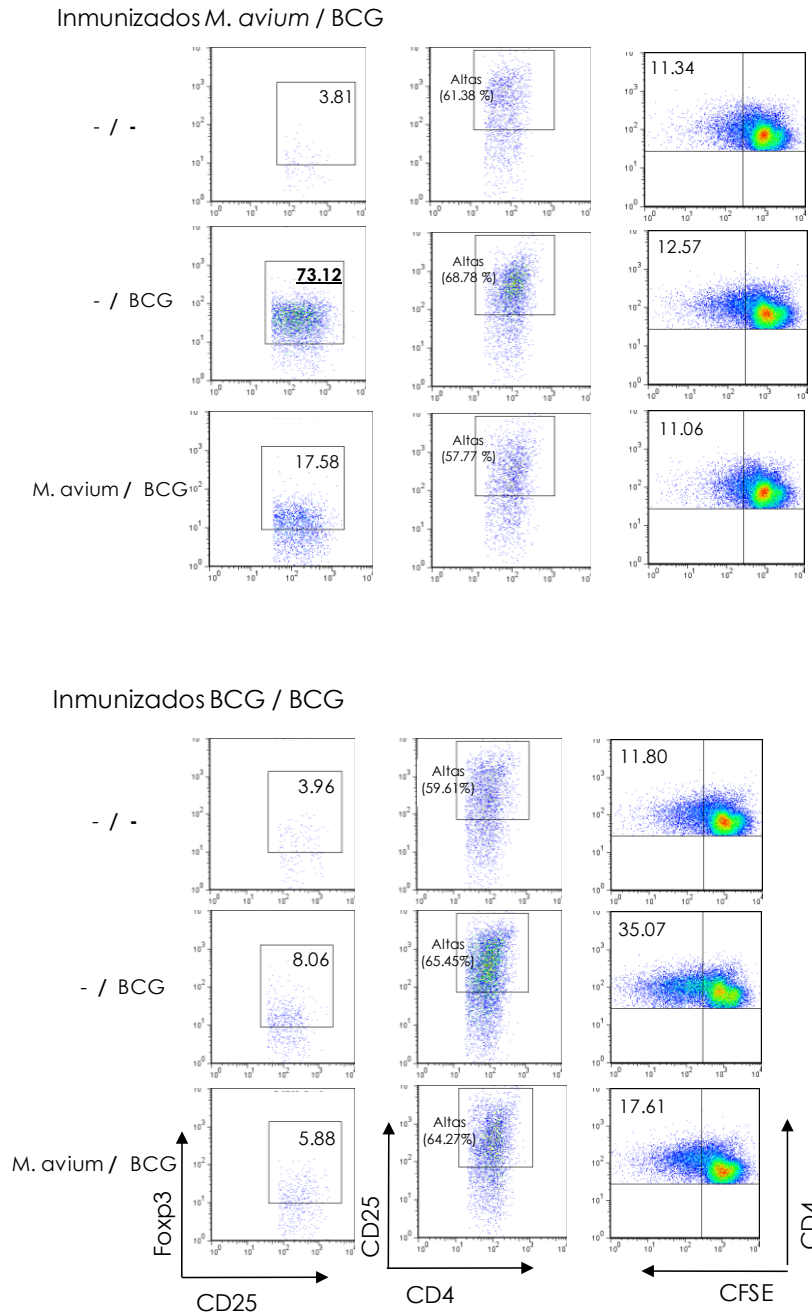 Inmunizados M. avium / BCG
- / -
3.81
Altas
(61.38 %)
11.34
- / BCG
73.12
Altas
(68.78 %)
12.57
M. avium / BCG
17.58
Altas
(57.77 %)
11.06
Inmunizados BCG / BCG
- / -
3.96
Altas
(59.61%)
11.80
- / BCG
8.06
Altas
(65.45%)
35.07
M. avium / BCG
5.88
Altas
(64.27%)
17.61
Foxp3
CD25
CD25
CD4
CFSE
CD4